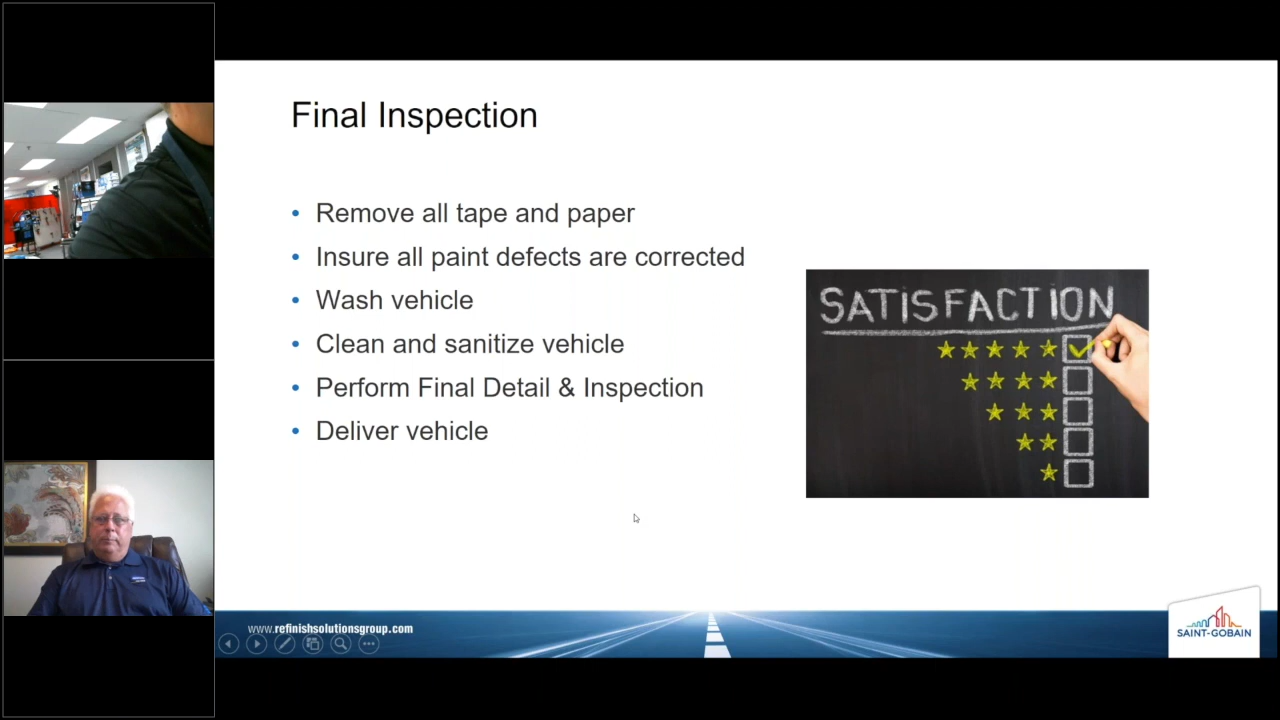 Final Inspection
• Remove all tape and paper
• Insure all paint defects are corrected
• Wash vehicle
• Clean and sanitize vehicle
• Perform Final Detail & Inspection
• Deliver vehicle
SATISFACTION
www.refinishsolutionsgroup.com
SAINT-GOBAIN